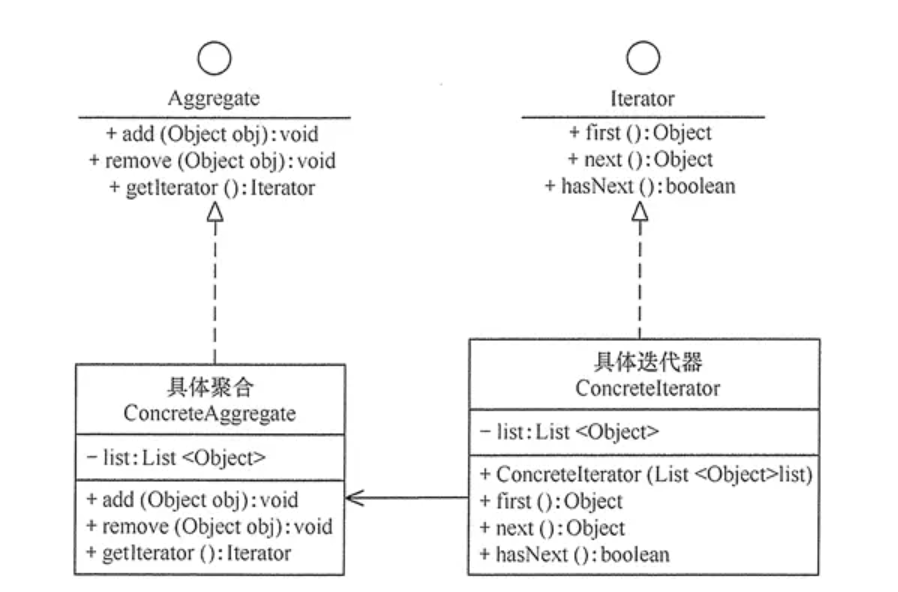 Aggregate
+ add (Object obj):void
+ remove (Object obj):void
+ getIterator ():Iterator
Iterator
+ first ():Object
+ next ():Object
+ hasNext ():boolean
具体聚合
ConcreteAggregate
− list:List <Object>
+ add (Object obj):void
+ remove (Object obj):void
+ getIterator ():Iterator
具体迭代器
ConcreteIterator
− list:List <Object>
+ ConcreteIterator (List <Object>list)
+ first ():Object
+ next ():Object
+ hasNext ():boolean